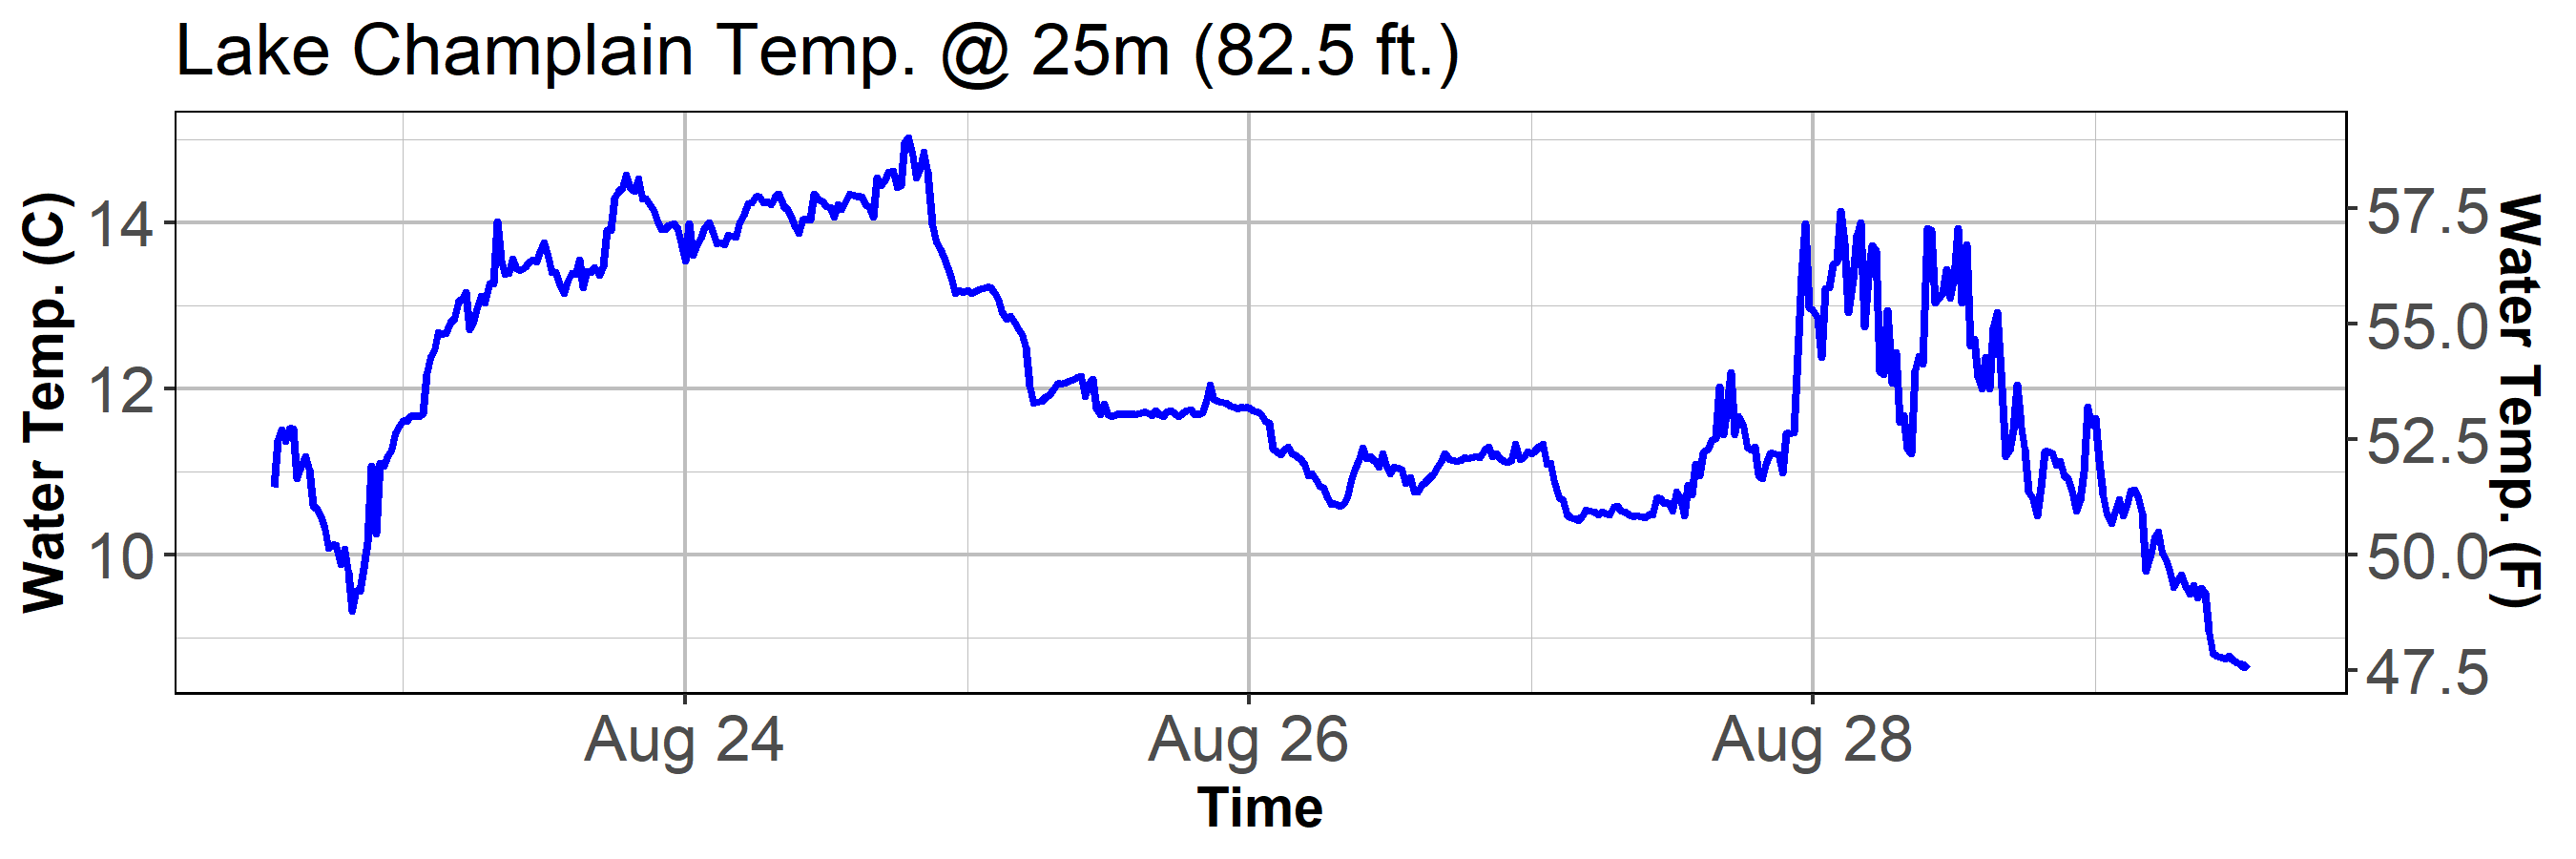 Lake Champlain Temp. @ 25m (82.5 ft.)
Water Temp. (C)
14
12
10
57.5
55.0
52.5
50.0
47.5
Water Temp. (F)
Aug 24
Aug 26
Aug 28
Time